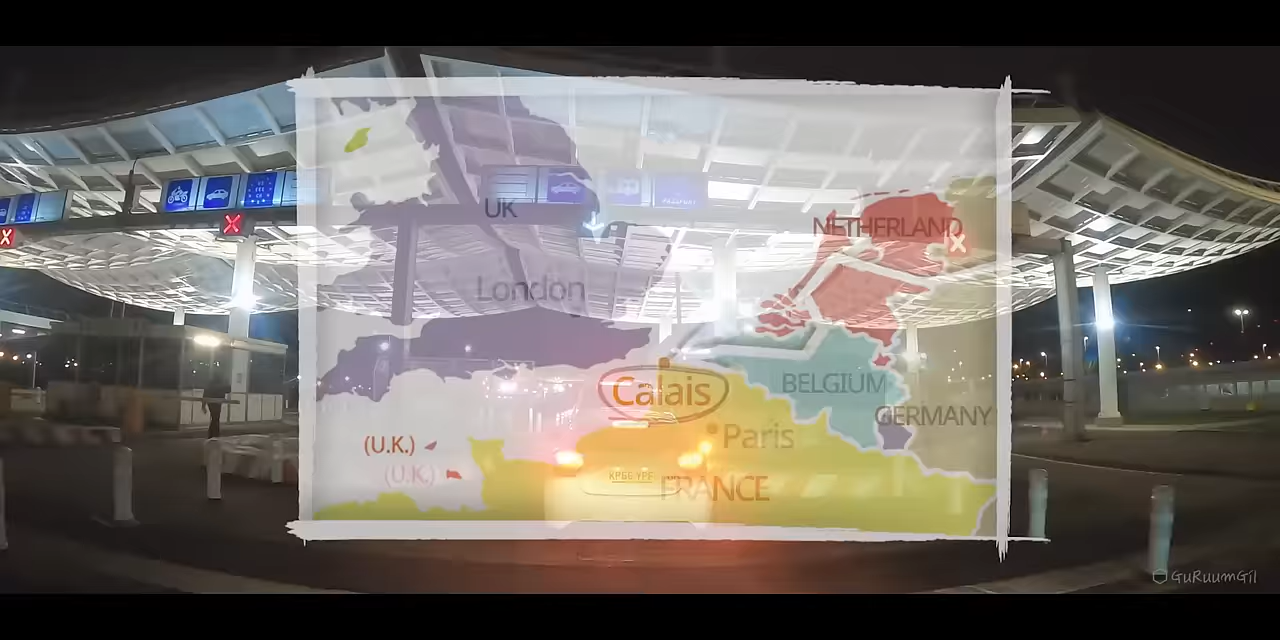 UK
NETHERLAND
London
Calais
BELGIUM
GERMANY
Paris
(U.K.)
(U.K.)
FRANCE
GuRuumGil